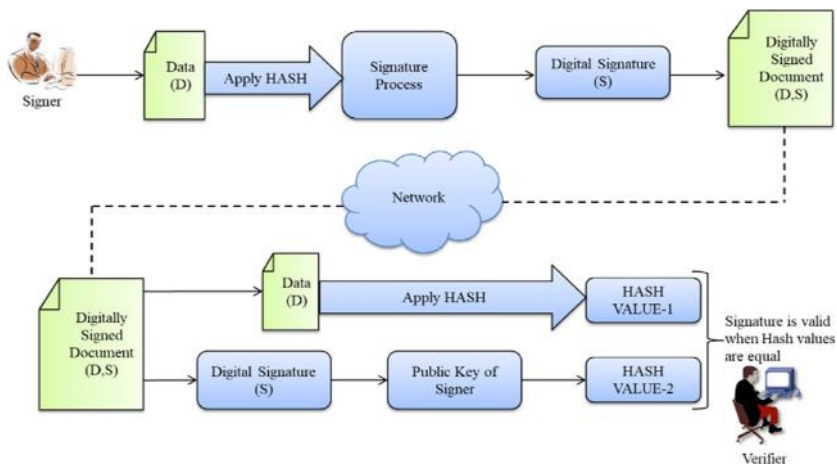 Signer
Data
(D)
Apply HASH
Signature
Process
Digital Signature
(S)
Digitally
Signed
Document
(D,S)
Network
Digitally
Signed
Document
(D,S)
Data
(D)
Apply HASH
HASH
VALUE-1
Digital Signature
(S)
Public Key of
Signer
HASH
VALUE-2
Signature is valid
when Hash values
are equal
Verifier